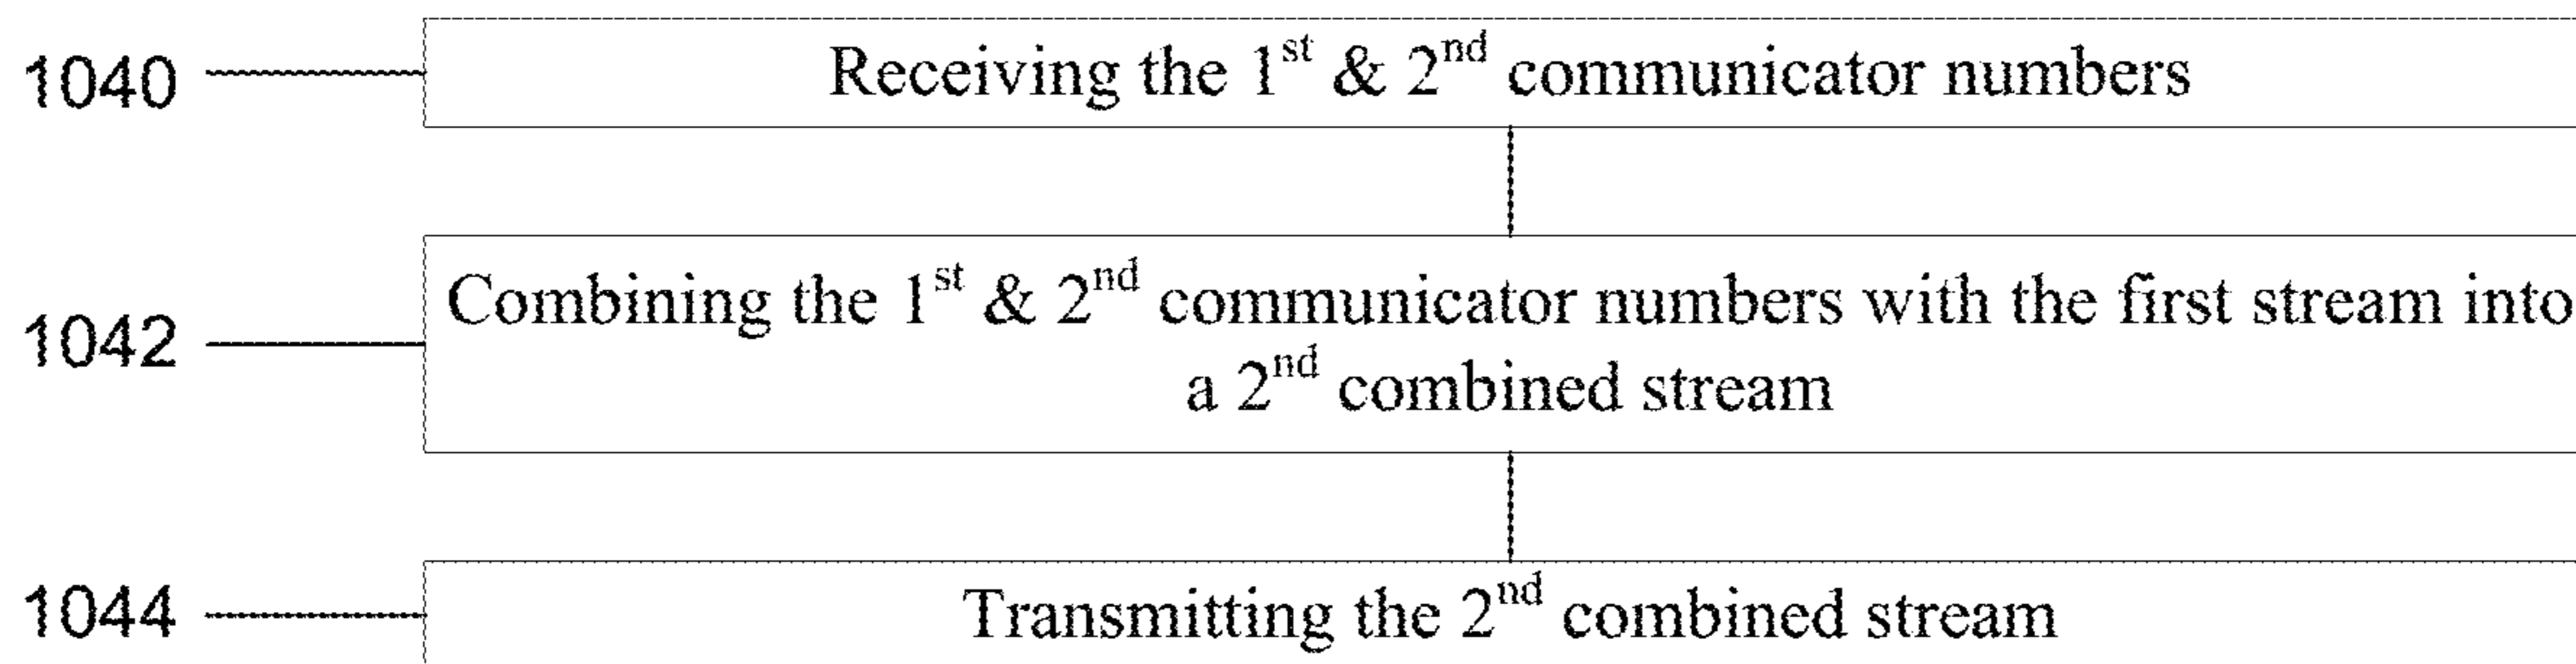 1040 Receiving the 1st & 2nd communicator numbers
1042 Combining the 1st & 2nd communicator numbers with the first stream into
a 2nd combined stream
1044 Transmitting the 2nd combined stream